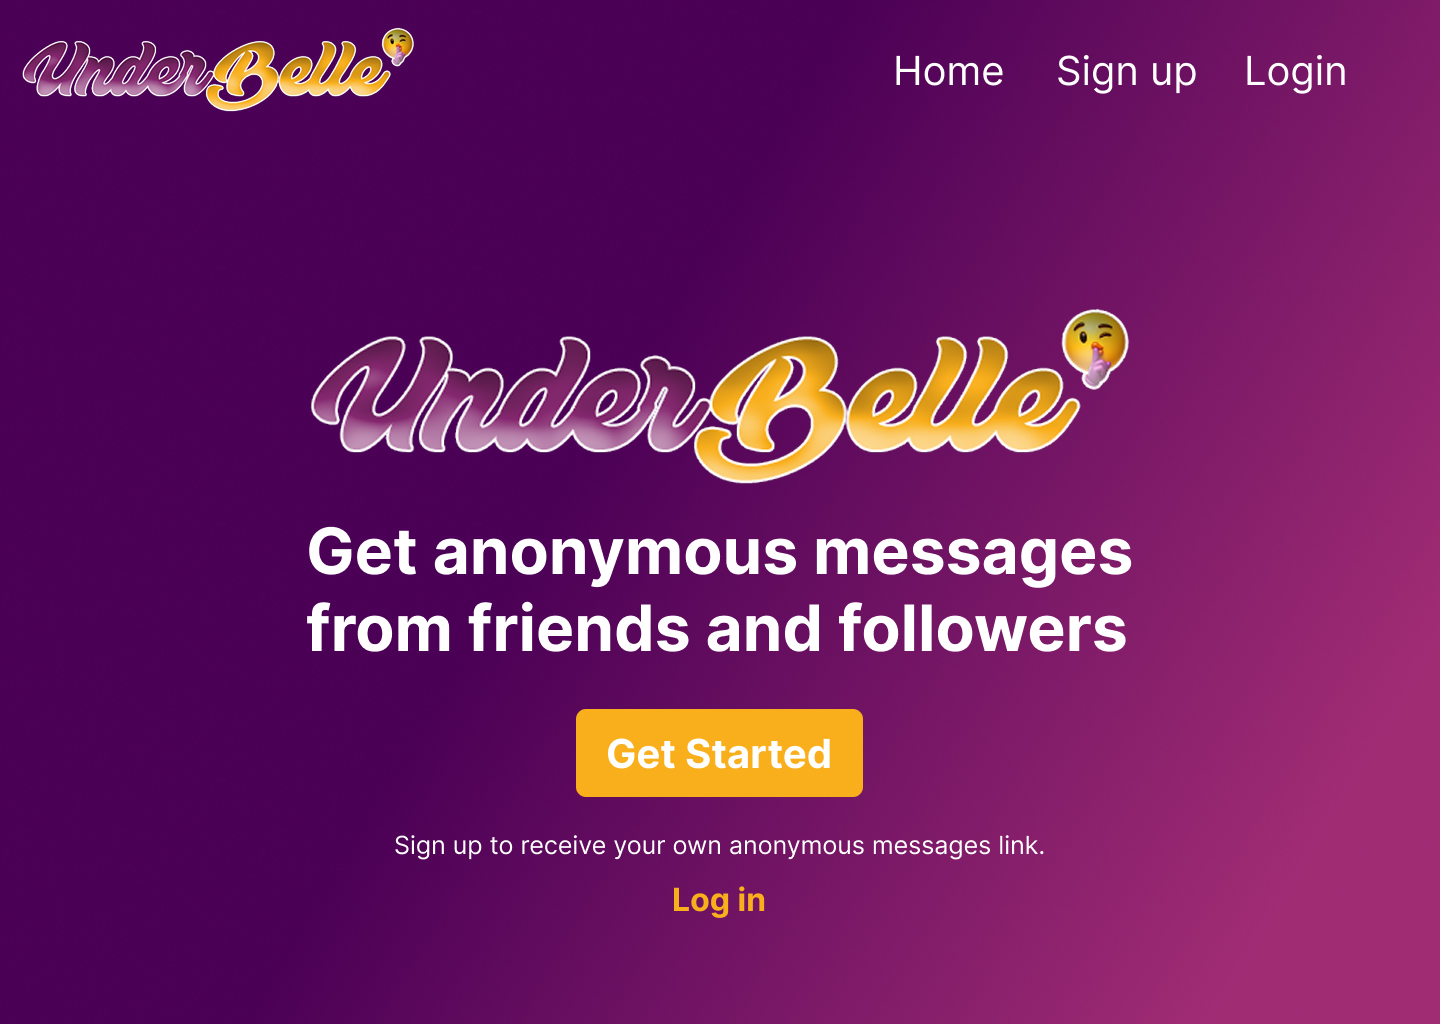 UnderBelle
Home Sign up Login
UnderBelle
Get anonymous messages
from friends and followers
Get Started
Sign up to receive your own anonymous messages link.
Log in